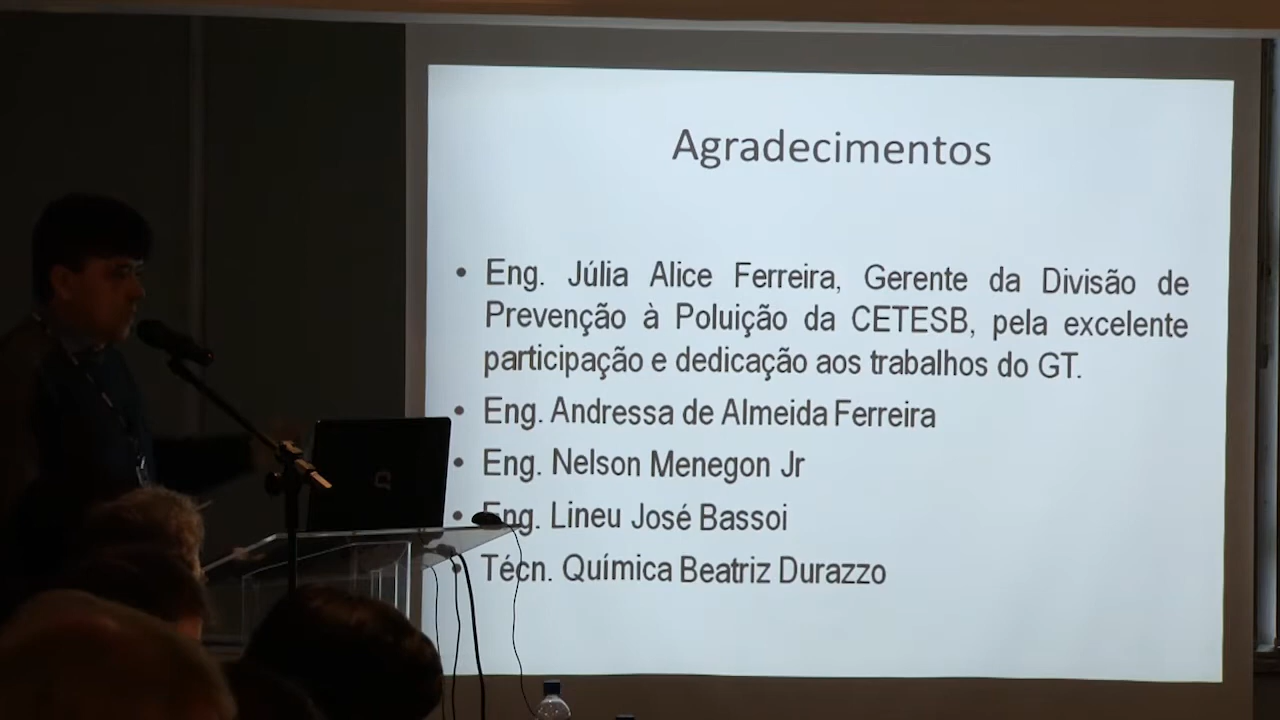 Agradecimentos
• Eng. Júlia Alice Ferreira, Gerente da Divisão de
Prevenção à Poluição da CETESB, pela excelente
participação e dedicação aos trabalhos do GT.
• Eng. Andressa de Almeida Ferreira
• Eng. Nelson Menegon Jr
• Eng. Lineu José Bassoi
• Técn. Química Beatriz Durazzo